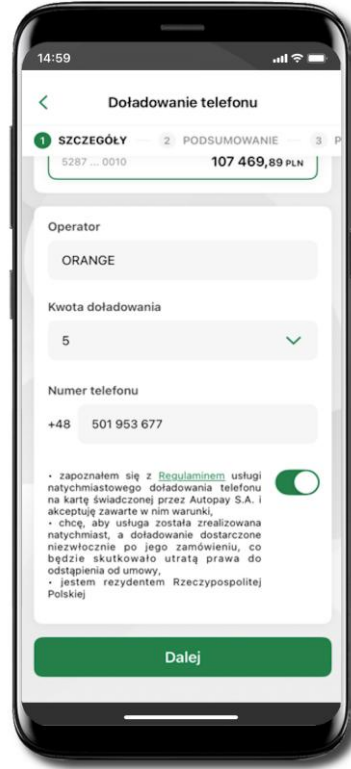 14:59
Doładowanie telefonu
1 SZCZEGÓŁY 2 PODSUMOWANIE 3 P
5287 ... 0010 107 469,89 PLN
Operator
ORANGE
Kwota doładowania
5
Numer telefonu
+48 501 953 677
• zapoznałem się z Regulaminem usługi
natychmiastowego doładowania telefonu
na kartę świadczonej przez Autopay S.A. i
akceptuję zawarte w nim warunki,
• chcę, aby usługa została zrealizowana
natychmiast, a doładowanie dostarczone
niezwłocznie po jego zamówieniu, co
będzie skutkowało utratą prawa do
odstąpienia od umowy,
• jestem rezydentem Rzeczypospolitej
Polskiej
Dalej